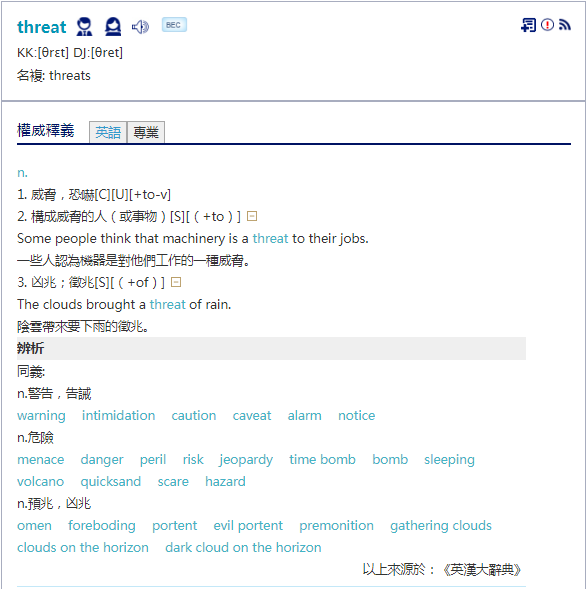 threat BEC
KK:[θrɛt] DJ:[θret]
名複: threats
權威釋義 英語 專業
n.
1. 威脅，恐嚇[C][U][+to-v]
2. 構成威脅的人（或事物）[S][（+to）]
Some people think that machinery is a threat to their jobs.
一些人認為機器是對他們工作的一種威脅。
3. 凶兆；徵兆[S][（+of）]
The clouds brought a threat of rain.
陰雲帶來要下雨的徵兆。
辨析
同義:
n.警告，告誡
warning intimidation caution caveat alarm notice
n.危險
menace danger peril risk jeopardy time bomb bomb sleeping
volcano quicksand scare hazard
n.預兆，凶兆
omen foreboding portent evil portent premonition gathering clouds
clouds on the horizon dark cloud on the horizon
以上來源於：《英漢大辭典》